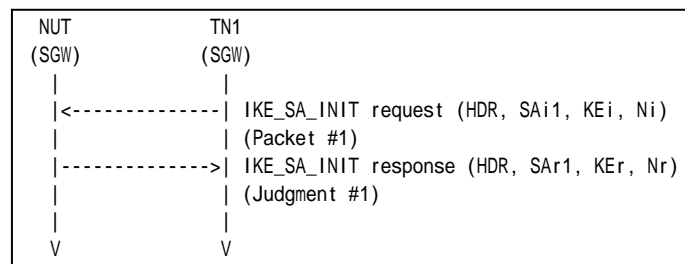 NUT TN1
(SGW) (SGW)
| |
|<--------------| IKE_SA_INIT request (HDR, SAi1, KEi, Ni)
| | (Packet #1)
|-------------->| IKE_SA_INIT response (HDR, SAr1, KEr, Nr)
| | (Judgment #1)
| |
V V